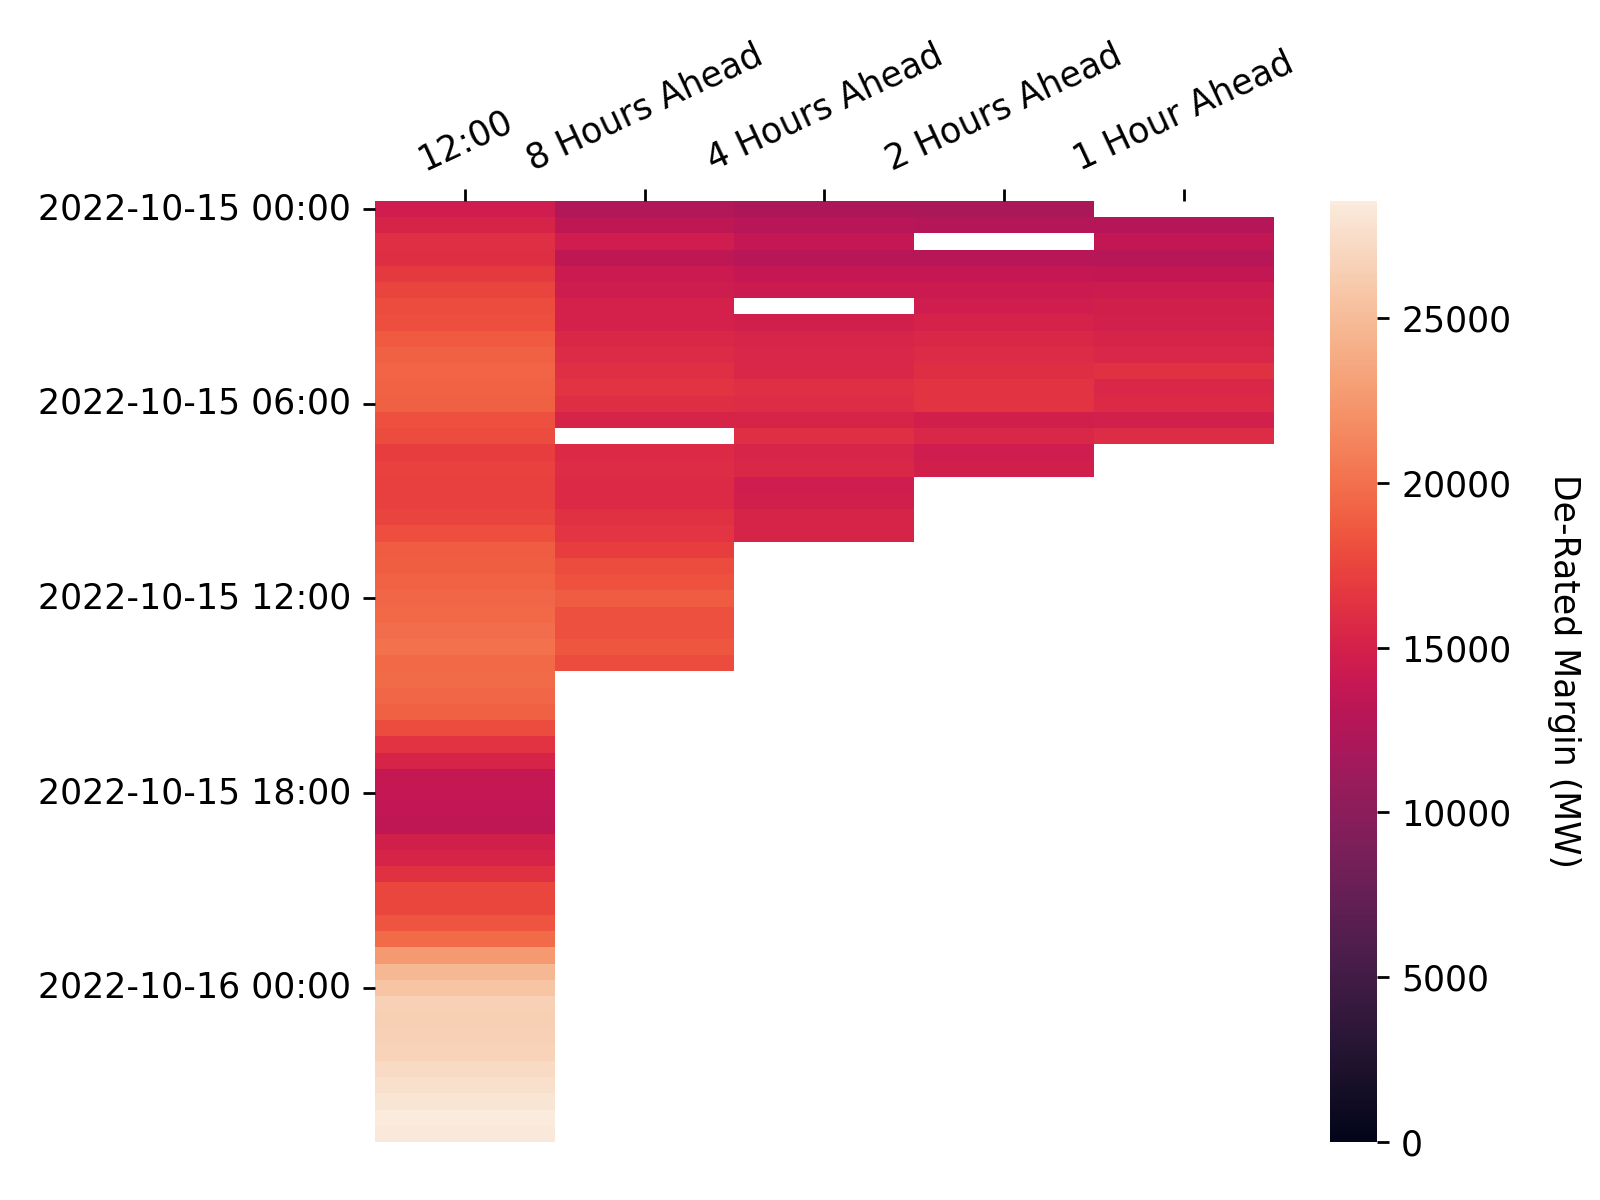 12:00
8 Hours Ahead
4 Hours Ahead
2 Hours Ahead
1 Hour Ahead
2022-10-15 00:00
2022-10-15 06:00
2022-10-15 12:00
2022-10-15 18:00
2022-10-16 00:00
25000
20000
15000
10000
5000
0
De-Rated Margin (MW)